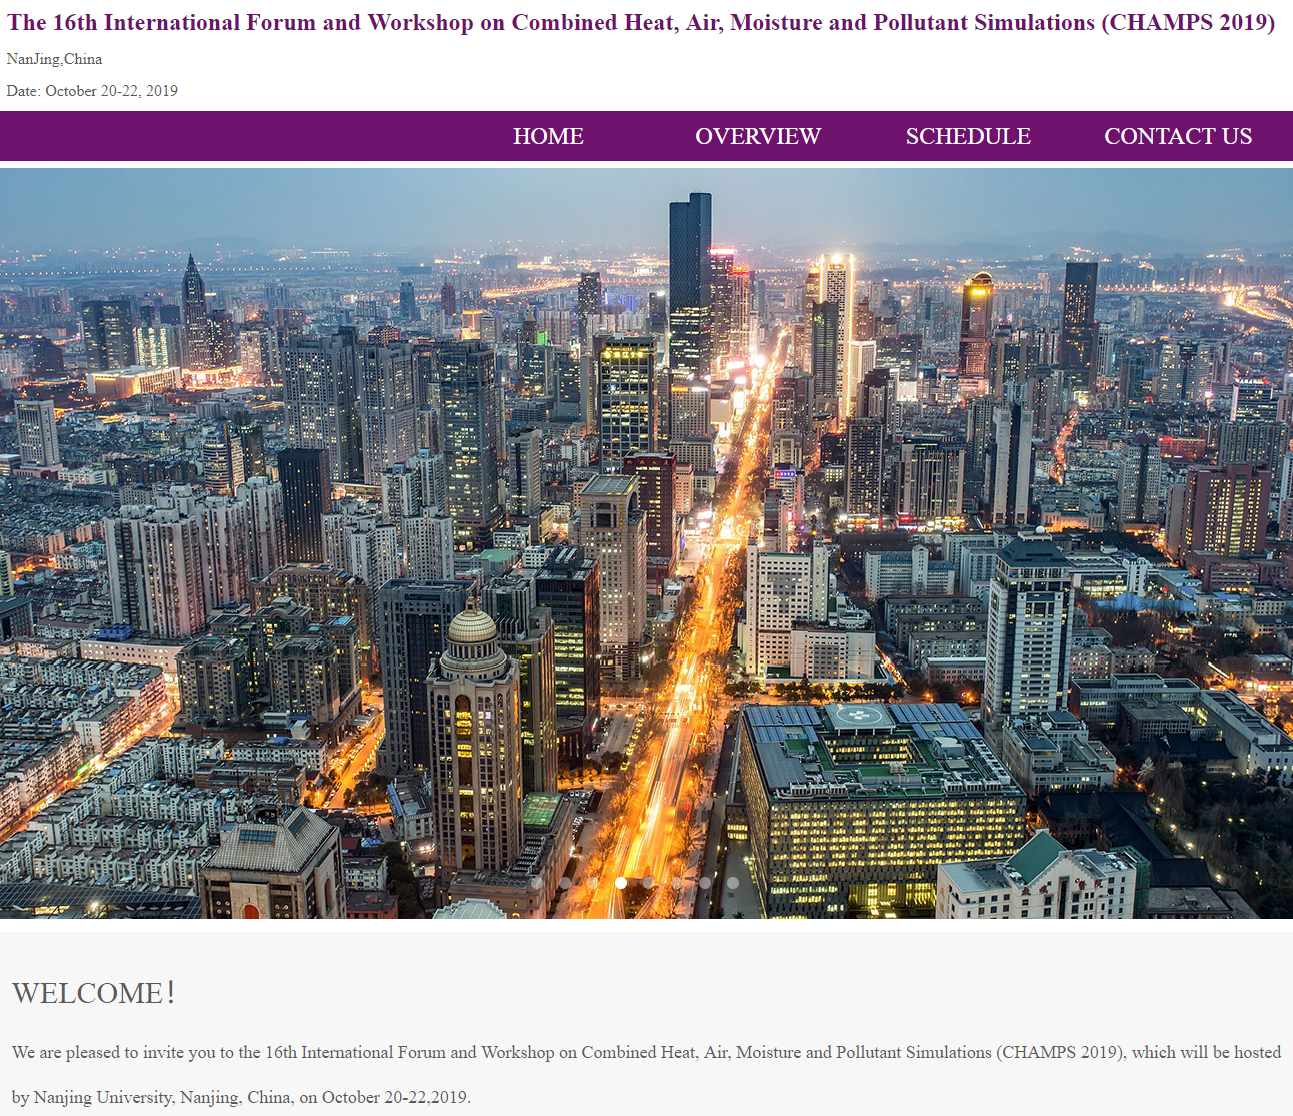 The 16th International Forum and Workshop on Combined Heat, Air, Moisture and Pollutant Simulations (CHAMPS 2019)
NanJing,China
Date: October 20-22, 2019
HOME OVERVIEW SCHEDULE CONTACT US
WELCOME！
We are pleased to invite you to the 16th International Forum and Workshop on Combined Heat, Air, Moisture and Pollutant Simulations (CHAMPS 2019), which will be hosted
by Nanjing University, Nanjing, China, on October 20-22,2019.